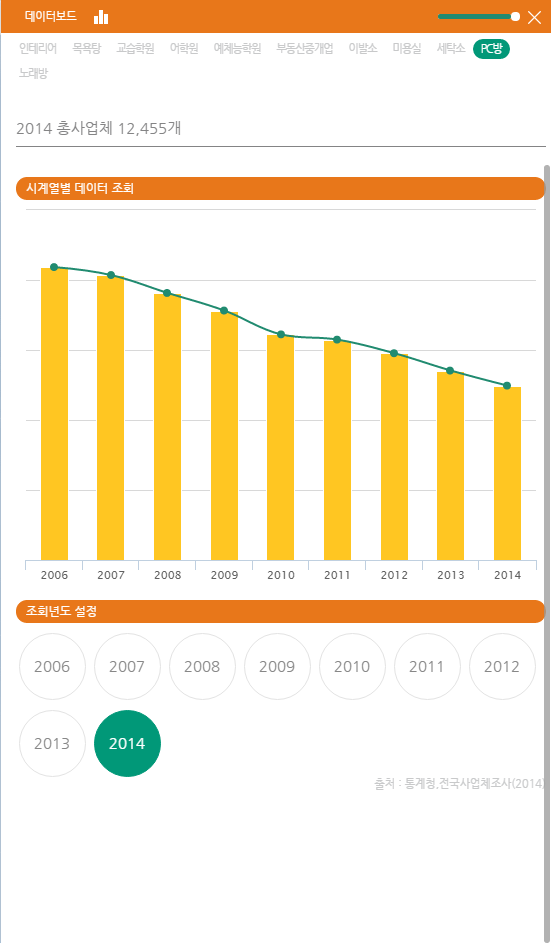 데이터보드
인테리어 목욕탕 교습학원 어학원 예체능학원 부동산중개업 이발소 미용실 세탁소 PC방
노래방
2014 총사업체 12,455개
시계열별 데이터 조회
2006 2007 2008 2009 2010 2011 2012 2013 2014
조회년도 설정
2006 2007 2008 2009 2010 2011 2012
2013 2014
출처 : 통계청,전국사업체조사(2014)